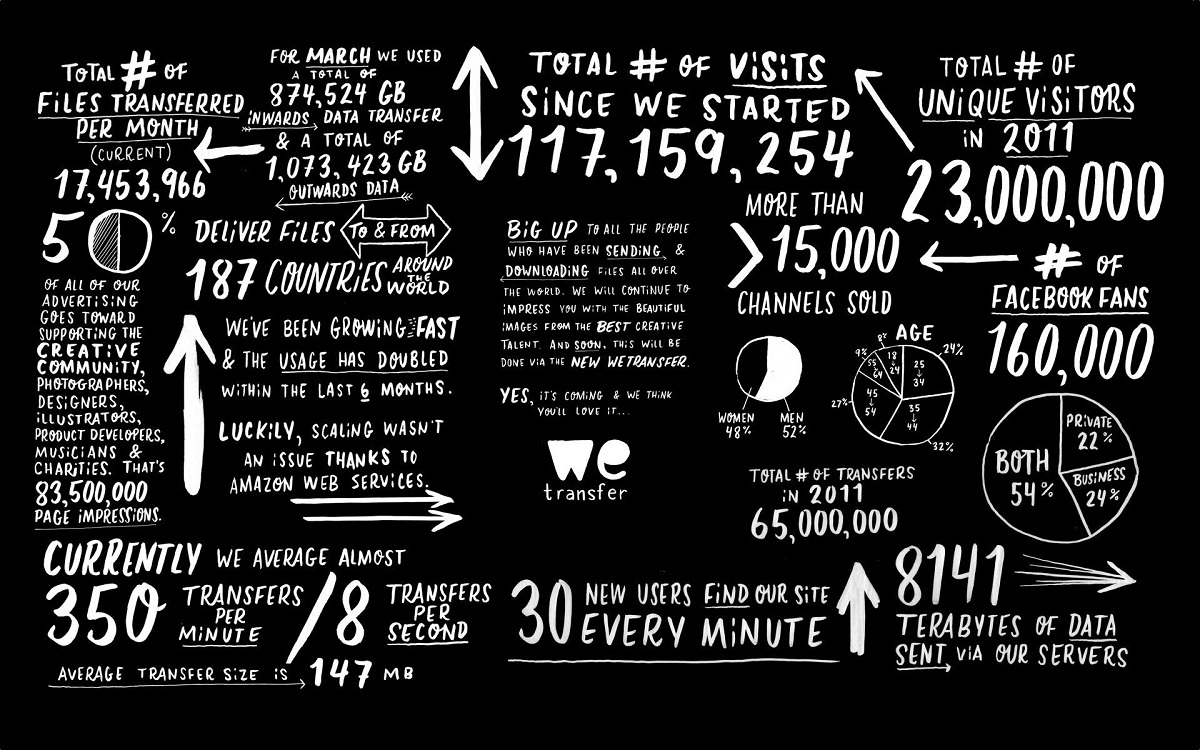 TOTAL # OF
FILES TRANSFERRED
PER MONTH
(CURRENT)
17,453,966
FOR MARCH WE USED
A TOTAL OF
874,524 GB
INWARDS DATA TRANSFER
& A TOTAL OF
1,073,423 GB
OUTWARDS DATA
TOTAL # OF VISITS
SINCE WE STARTED
117,159,254
TOTAL # OF
UNIQUE VISITORS
IN 2011
23,000,000
50 %
OF ALL OF OUR
ADVERTISING
GOES TOWARD
SUPPORTING THE
CREATIVE
COMMUNITY,
PHOTOGRAPHERS,
DESIGNERS,
ILLUSTRATORS,
PRODUCT DEVELOPERS,
MUSICIANS &
CHARITIES. THAT'S
83,500,000
PAGE IMPRESSIONS.
DELIVER FILES TO & FROM
187 COUNTRIES AROUND
THE
WORLD
WE'VE BEEN GROWING FAST
& THE USAGE HAS DOUBLED
WITHIN THE LAST 6 MONTHS.
LUCKILY, SCALING WASN'T
AN ISSUE THANKS TO
AMAZON WEB SERVICES.
BIG UP TO ALL THE PEOPLE
WHO HAVE BEEN SENDING &
DOWNLOADING FILES ALL OVER
THE WORLD. WE WILL CONTINUE TO
IMPRESS YOU WITH THE BEAUTIFUL
IMAGES FROM THE BEST CREATIVE
TALENT. AND SOON, THIS WILL BE
DONE VIA THE NEW WETRANSFER.
YES, IT'S COMING & WE THINK
YOU'LL LOVE IT...
we
transfer
MORE THAN
> 15,000
CHANNELS SOLD
# OF
FACEBOOK FANS
160,000
WOMEN
48%
MEN
52%
AGE
8%
18
24
24%
25
34
32%
35
44
27%
45
54
9%
55
64
BOTH
54%
PRIVATE
22%
BUSINESS
24%
TOTAL # OF TRANSFERS
IN 2011
65,000,000
CURRENTLY WE AVERAGE ALMOST
350 TRANSFERS
PER
MINUTE
/ 8 TRANSFERS
PER
SECOND
AVERAGE TRANSFER SIZE IS 147 MB
30 NEW USERS FIND OUR SITE
EVERY MINUTE
8141
TERABYTES OF DATA
SENT VIA OUR SERVERS